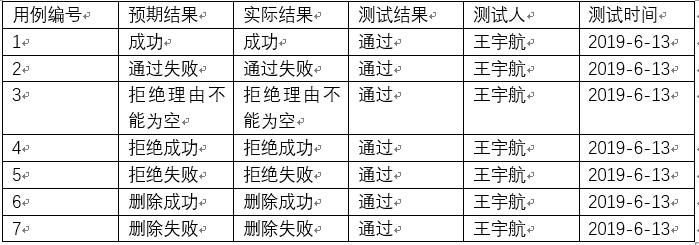 用例编号 预期结果 实际结果 测试结果 测试人 测试时间
1 成功 成功 通过 王宇航 2019-6-13
2 通过失败 通过失败 通过 王宇航 2019-6-13
3 拒绝理由不 拒绝理由不 通过 王宇航 2019-6-13
能为空 能为空
4 拒绝成功 拒绝成功 通过 王宇航 2019-6-13
5 拒绝失败 拒绝失败 通过 王宇航 2019-6-13
6 删除成功 删除成功 通过 王宇航 2019-6-13
7 删除失败 删除失败 通过 王宇航 2019-6-13